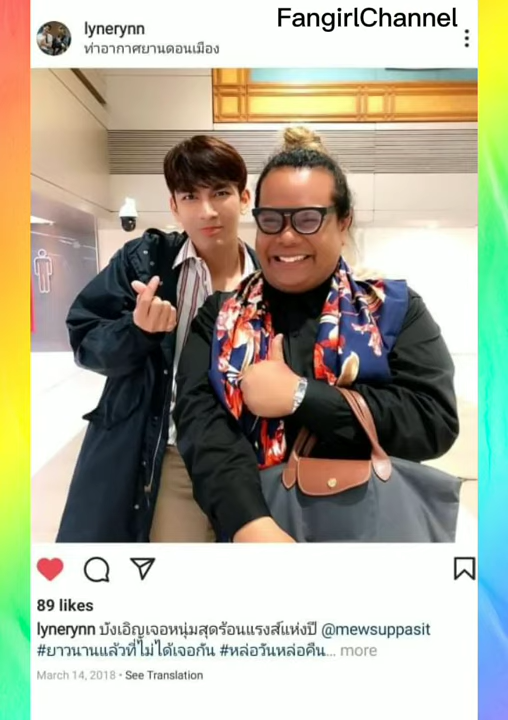 FangirlChannel
lynerynn
ท่าอากาศยานดอนเมือง
89 likes
lynerynn บังเอิญเจอหนุ่มสุดร้อนแรงส์แห่งปี @mewsuppasit
#ยาวนานแล้วที่ไม่ได้เจอกัน #หล่อวันหล่อคืน... more
March 14, 2018 • See Translation